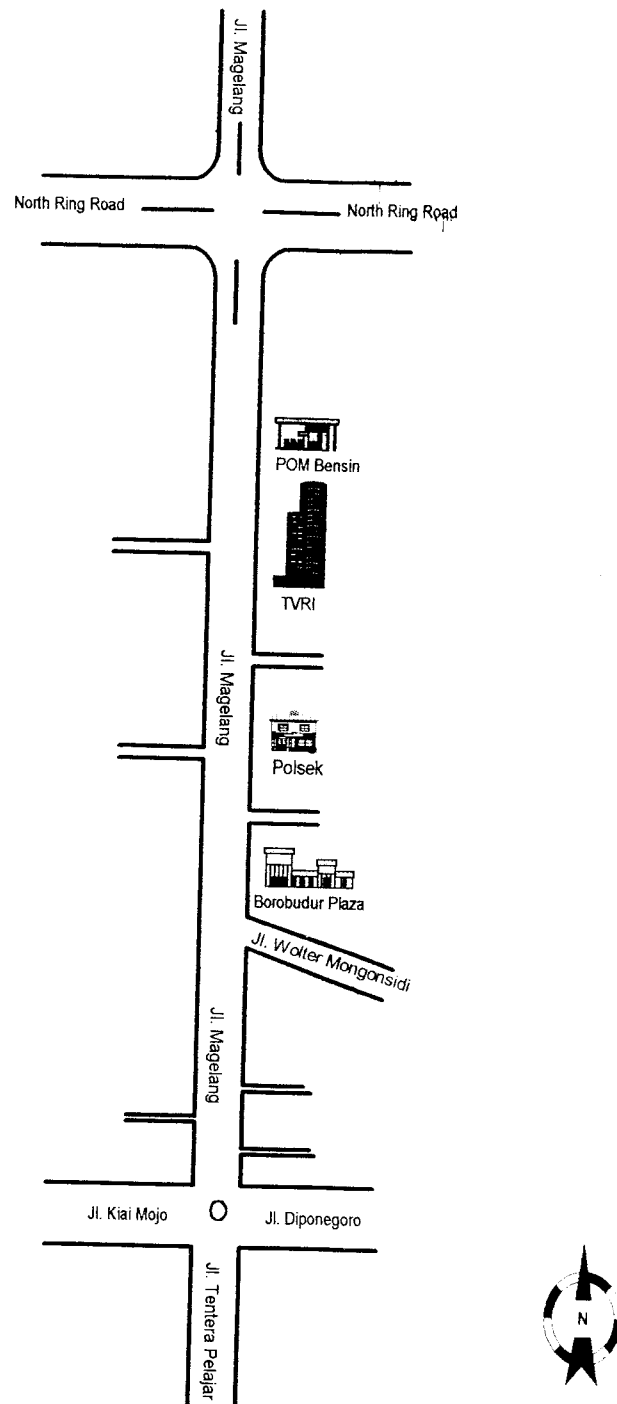 Jl. Magelang
North Ring Road
North Ring Road
POM Bensin
TVRI
Jl. Magelang
Polsek
Borobudur Plaza
Jl. Wolter Mongonsidi
Jl. Magelang
Jl. Kiai Mojo
Jl. Diponegoro
Jl. Tentera Pelajar
N